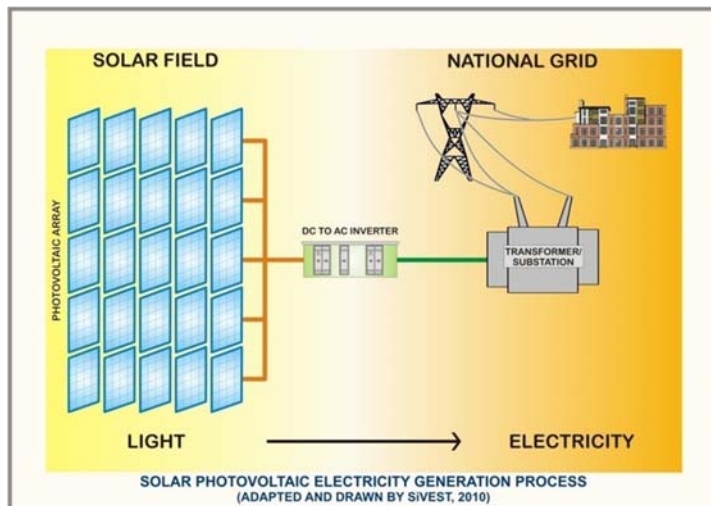 SOLAR FIELD
NATIONAL GRID
PHOTOVOLTAIC ARRAY
DC TO AC INVERTER
TRANSFORMER/
SUBSTATION
LIGHT
ELECTRICITY
SOLAR PHOTOVOLTAIC ELECTRICITY GENERATION PROCESS
(ADAPTED AND DRAWN BY SiVEST, 2010)